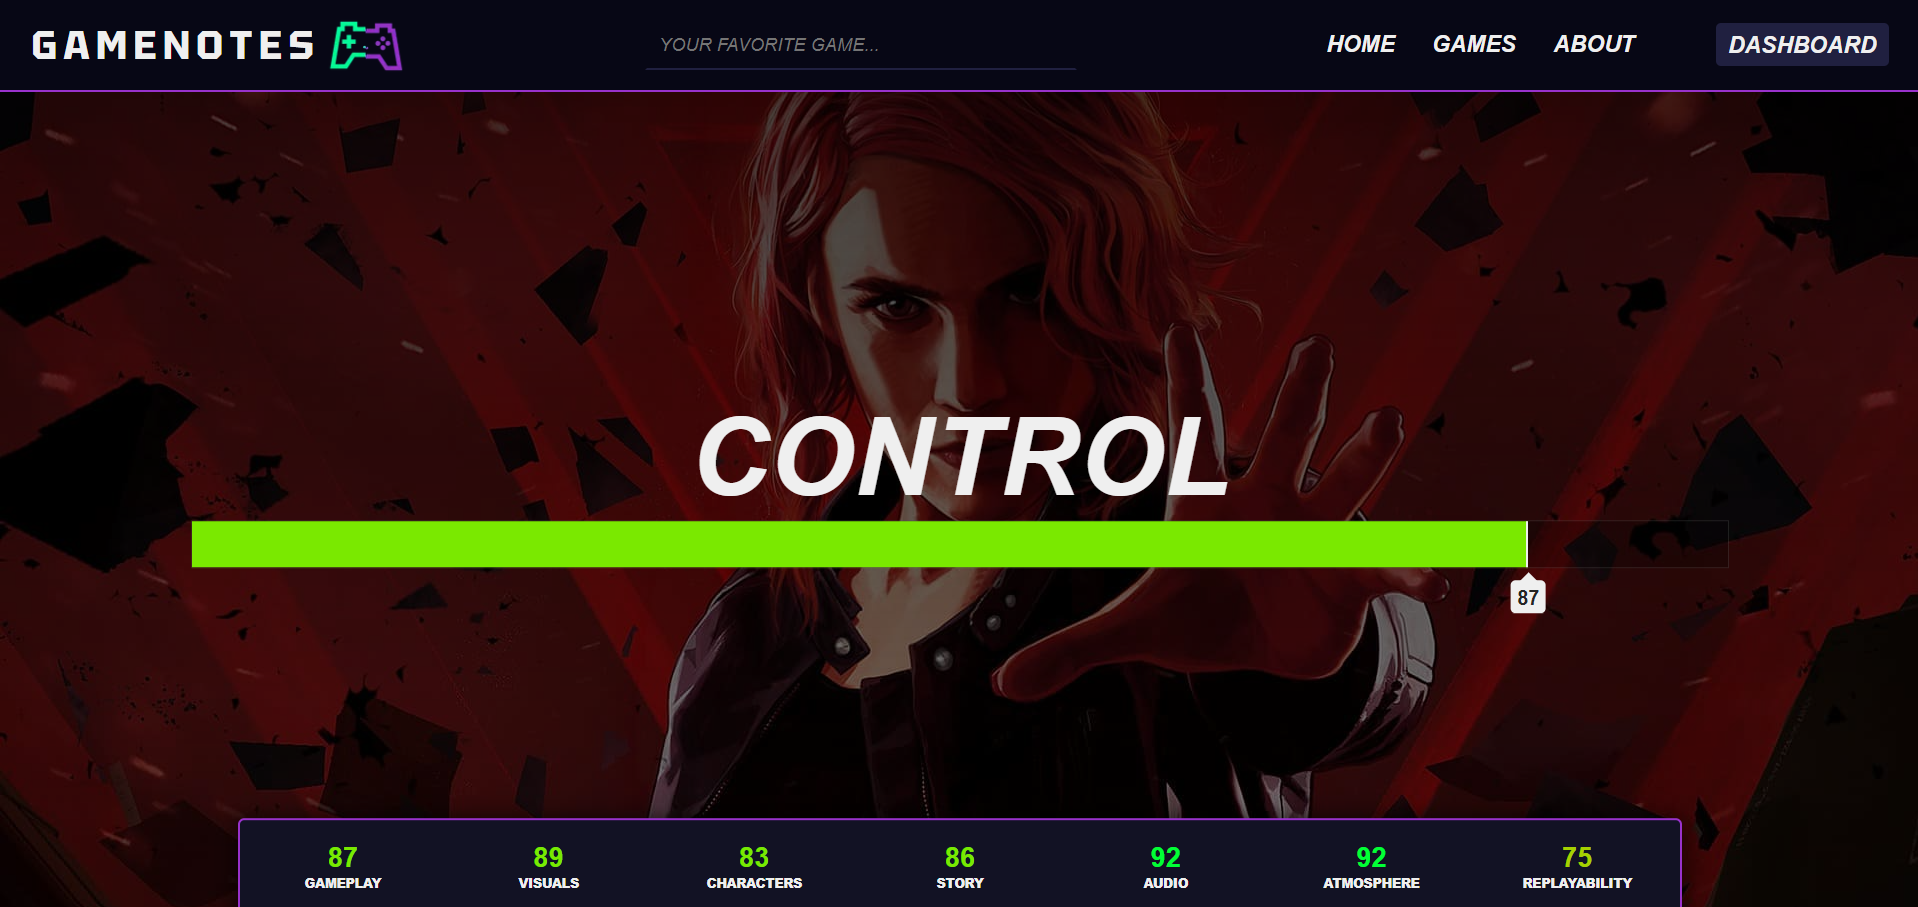 GAMENOTES
YOUR FAVORITE GAME...
HOME GAMES ABOUT DASHBOARD
CONTROL
87
87 89 83 86 92 92 75
GAMEPLAY VISUALS CHARACTERS STORY AUDIO ATMOSPHERE REPLAYABILITY